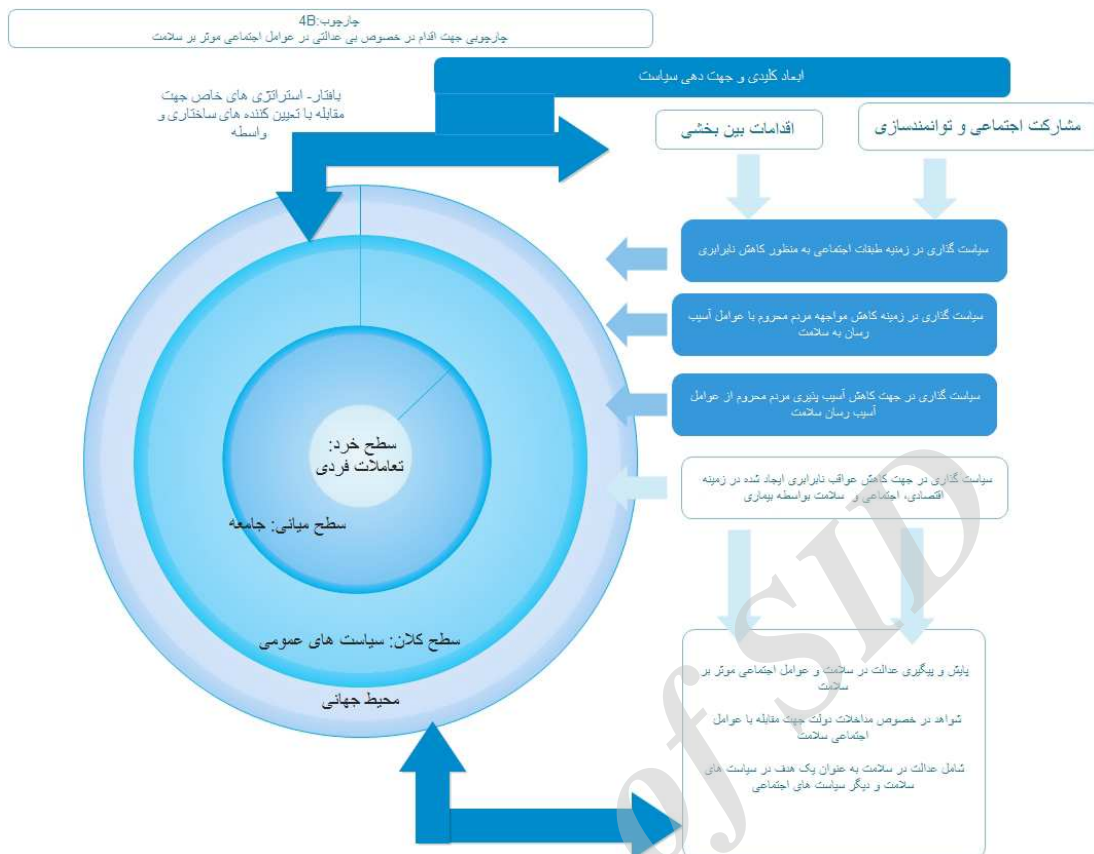 چارچوب:4B
چارچوبی جهت اقدام در خصوص بی عدالتی در عوامل اجتماعی موثر بر سلامت
ابعاد کلیدی و جهت دهی سیاست
بافتار- استراتژی های خاص جهت
مقابله با تعیین کننده های ساختاری و
واسطه
مشارکت اجتماعی و توانمندسازی
اقدامات بین بخشی
سیاست گذاری در زمنیه طبقات اجتماعی به منظور کاهش نابرابری
سیاست گذاری در زمینه کاهش مواجهه مردم محروم با عوامل آسیب
رسان به سلامت
سیاست گذاری در جهت کاهش آسیب پذیری مردم محروم از عوامل
آسیب رسان سلامت
سیاست گذاری در جهت کاهش عواقب نابرابری ایجاد شده در زمینه
اقتصادی، اجتماعی و سلامت بواسطه بیماری
سطح خرد:
تعاملات فردی
سطح میانی: جامعه
سطح کلان: سیاست های عمومی
محیط جهانی
پایش و پیگیری عدالت در سلامت و عوامل اجتماعی موثر بر
سلامت
شواهد در خصوص مداخلات دولت جهت مقابله با عوامل
اجتماعی سلامت
شامل عدالت در سلامت به عنوان یک هدف در سیاست های
سلامت و دیگر سیاست های اجتماعی
of SID